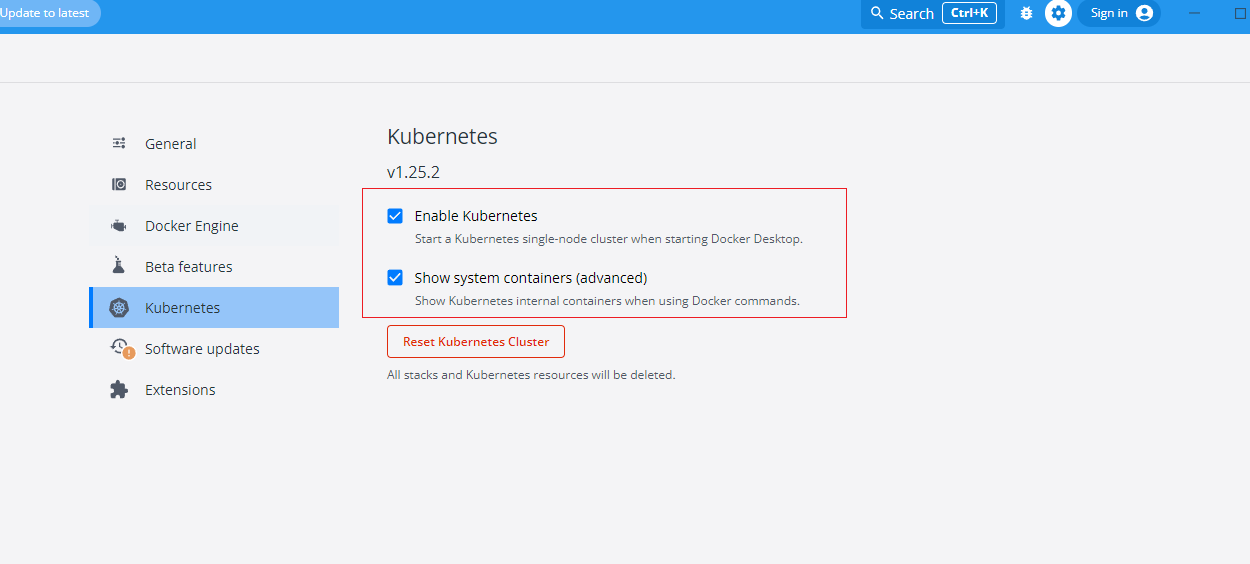 Update to latest
Search Ctrl+K
Sign in
General
Resources
Docker Engine
Beta features
Kubernetes
Software updates
Extensions
Kubernetes
v1.25.2
Enable Kubernetes
Start a Kubernetes single-node cluster when starting Docker Desktop.
Show system containers (advanced)
Show Kubernetes internal containers when using Docker commands.
Reset Kubernetes Cluster
All stacks and Kubernetes resources will be deleted.